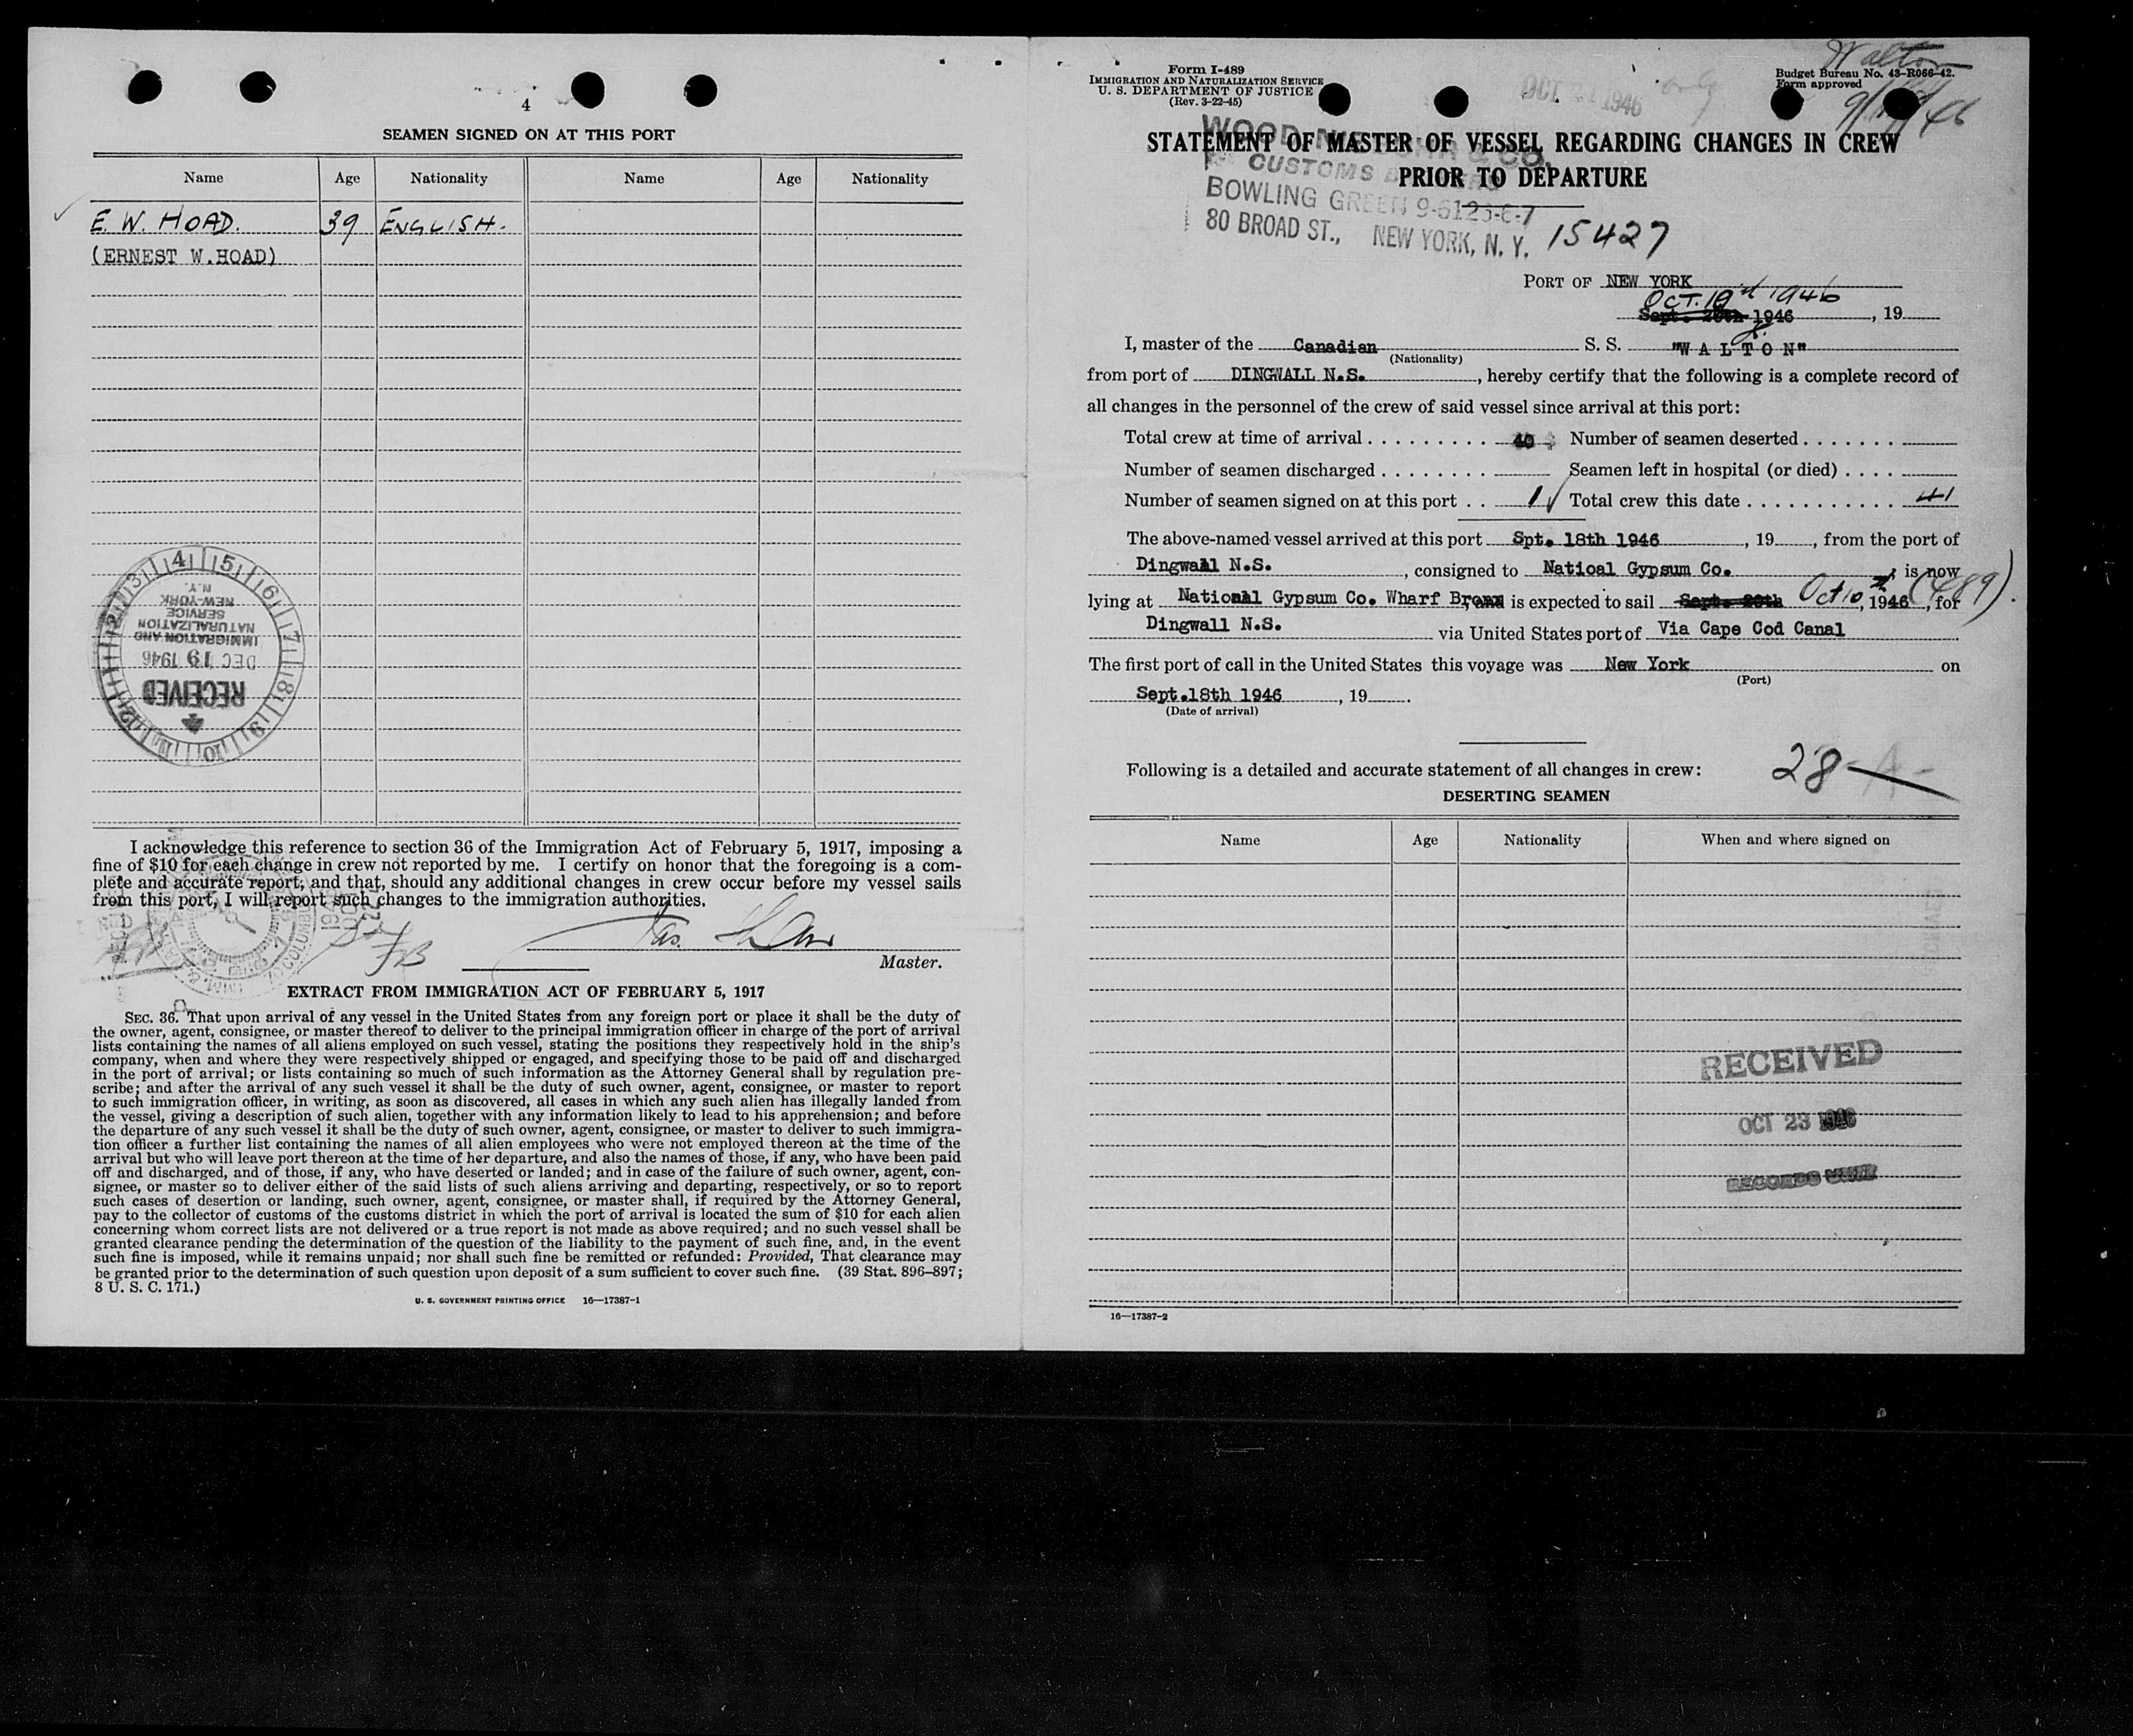 4
SEAMEN SIGNED ON AT THIS PORT
Name Age Nationality Name Age Nationality
E. W. HOAD. 39 ENGLISH.
(ERNEST W.HOAD)
4 5 6 7 8 9 10 11 12 1 2 3
RECEIVED
DEC 19 1946
IMMIGRATION AND
NATURALIZATION
SERVICE
NEW-YORK
N.Y.
I acknowledge this reference to section 36 of the Immigration Act of February 5, 1917, imposing a
fine of $10 for each change in crew not reported by me. I certify on honor that the foregoing is a com-
plete and accurate report, and that, should any additional changes in crew occur before my vessel sails
from this port, I will report such changes to the immigration authorities.
Jas.
Master.
EXTRACT FROM IMMIGRATION ACT OF FEBRUARY 5, 1917
SEC. 36. That upon arrival of any vessel in the United States from any foreign port or place it shall be the duty of
the owner, agent, consignee, or master thereof to deliver to the principal immigration officer in charge of the port of arrival
lists containing the names of all aliens employed on such vessel, stating the positions they respectively hold in the ship's
company, when and where they were respectively shipped or engaged, and specifying those to be paid off and discharged
in the port of arrival; or lists containing so much of such information as the Attorney General shall by regulation pre-
scribe; and after the arrival of any such vessel it shall be the duty of such owner, agent, consignee, or master to report
to such immigration officer, in writing, as soon as discovered, all cases in which any such alien has illegally landed from
the vessel, giving a description of such alien, together with any information likely to lead to his apprehension; and before
the departure of any such vessel it shall be the duty of such owner, agent, consignee, or master to deliver to such immigra-
tion officer a further list containing the names of all alien employees who were not employed thereon at the time of the
arrival but who will leave port thereon at the time of her departure, and also the names of those, if any, who have been paid
off and discharged, and of those, if any, who have deserted or landed; and in case of the failure of such owner, agent, con-
signee, or master so to deliver either of the said lists of such aliens arriving and departing, respectively, or so to report
such cases of desertion or landing, such owner, agent, consignee, or master shall, if required by the Attorney General,
pay to the collector of customs of the customs district in which the port of arrival is located the sum of $10 for each alien
concerning whom correct lists are not delivered or a true report is not made as above required; and no such vessel shall be
granted clearance pending the determination of the question of the liability to the payment of such fine, and, in the event
such fine is imposed, while it remains unpaid; nor shall such fine be remitted or refunded: Provided, That clearance may
be granted prior to the determination of such question upon deposit of a sum sufficient to cover such fine. (39 Stat. 896–897;
8 U. S. C. 171.)
U. S. GOVERNMENT PRINTING OFFICE 16—17387-1
Form I-489
IMMIGRATION AND NATURALIZATION SERVICE
U. S. DEPARTMENT OF JUSTICE
(Rev. 3-22-45)
OCT 1946
Walton
Budget Bureau No. 43-R066-42.
Form approved
STATEMENT OF MASTER OF VESSEL REGARDING CHANGES IN CREW
PRIOR TO DEPARTURE
WOOD & CO.
CUSTOMS
BOWLING GREEN 9-5125-6-7
80 BROAD ST., NEW YORK, N. Y.
15427
PORT OF NEW YORK
OCT. 1946
Sept. 20th 1946, 19
I, master of the Canadian S. S. "WALTON"
(Nationality)
from port of DINGWALL N.S., hereby certify that the following is a complete record of
all changes in the personnel of the crew of said vessel since arrival at this port:
Total crew at time of arrival . . . . . . . . . 40 Number of seamen deserted . . . . . . .
Number of seamen discharged . . . . . . . . Seamen left in hospital (or died) . . . .
Number of seamen signed on at this port . . 1 ✓ Total crew this date . . . . . . . . . . . . 41
The above-named vessel arrived at this port Spt. 18th 1946, 19, from the port of
Dingwall N.S., consigned to Natioal Gypsum Co., is now
lying at National Gypsum Co. Wharf Bronx, and is expected to sail Sept. 20th Oct 10, 1946 (489), for
Dingwall N.S. via United States port of Via Cape Cod Canal
The first port of call in the United States this voyage was New York on
(Port)
Sept.18th 1946, 19.
(Date of arrival)
Following is a detailed and accurate statement of all changes in crew:
28
DESERTING SEAMEN
Name Age Nationality When and where signed on
RECEIVED
OCT 23 1946
RECORDS UNIT
16—17387-2